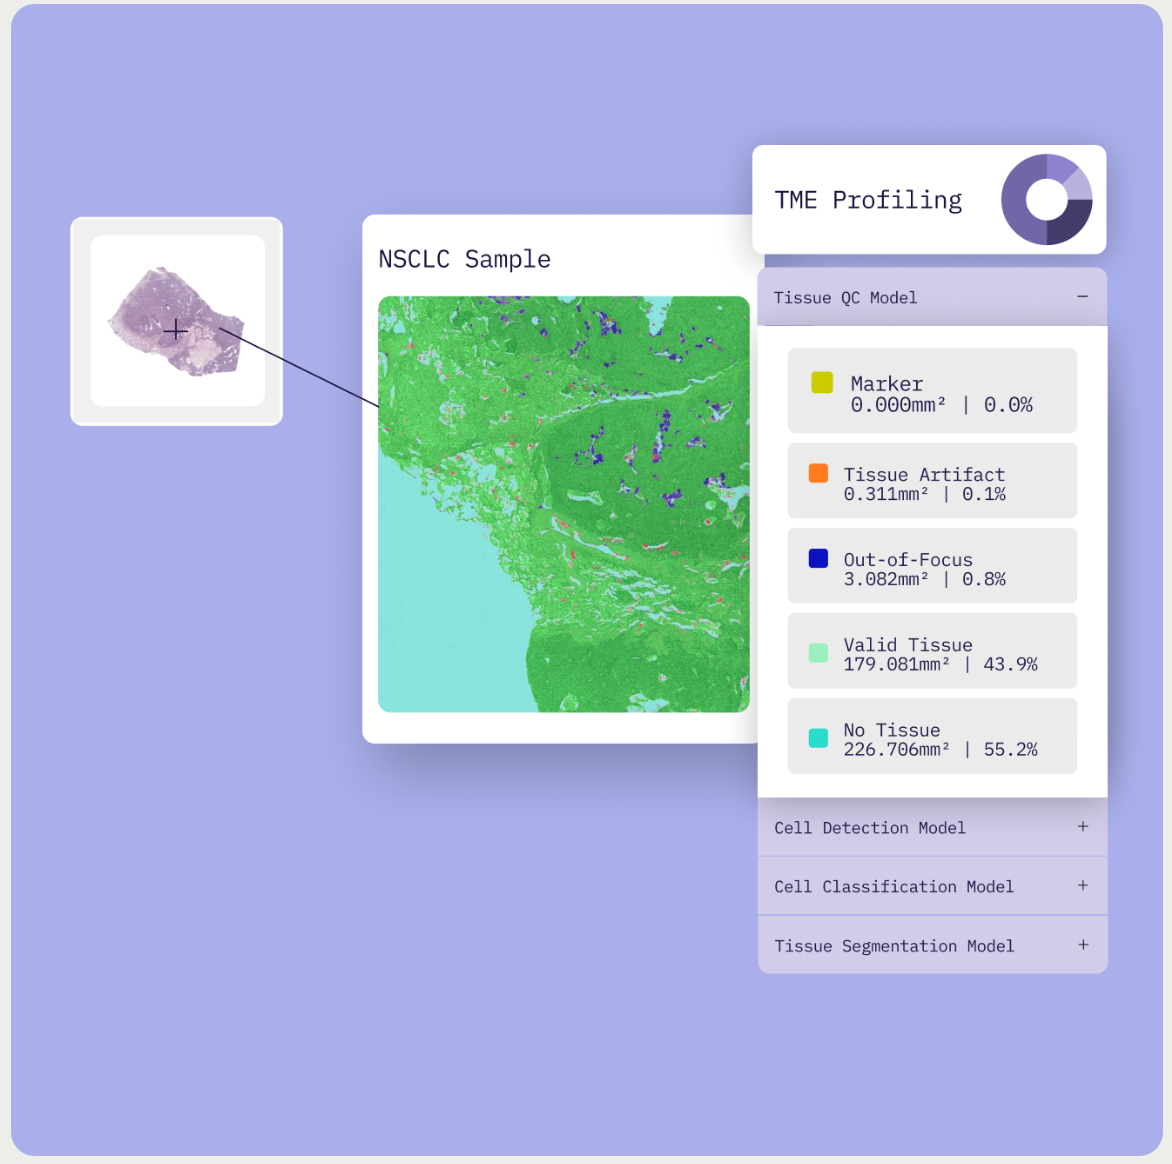 NSCLC Sample
TME Profiling
Tissue QC Model −
Marker
0.000mm² | 0.0%
Tissue Artifact
0.311mm² | 0.1%
Out-of-Focus
3.082mm² | 0.8%
Valid Tissue
179.081mm² | 43.9%
No Tissue
226.706mm² | 55.2%
Cell Detection Model +
Cell Classification Model +
Tissue Segmentation Model +